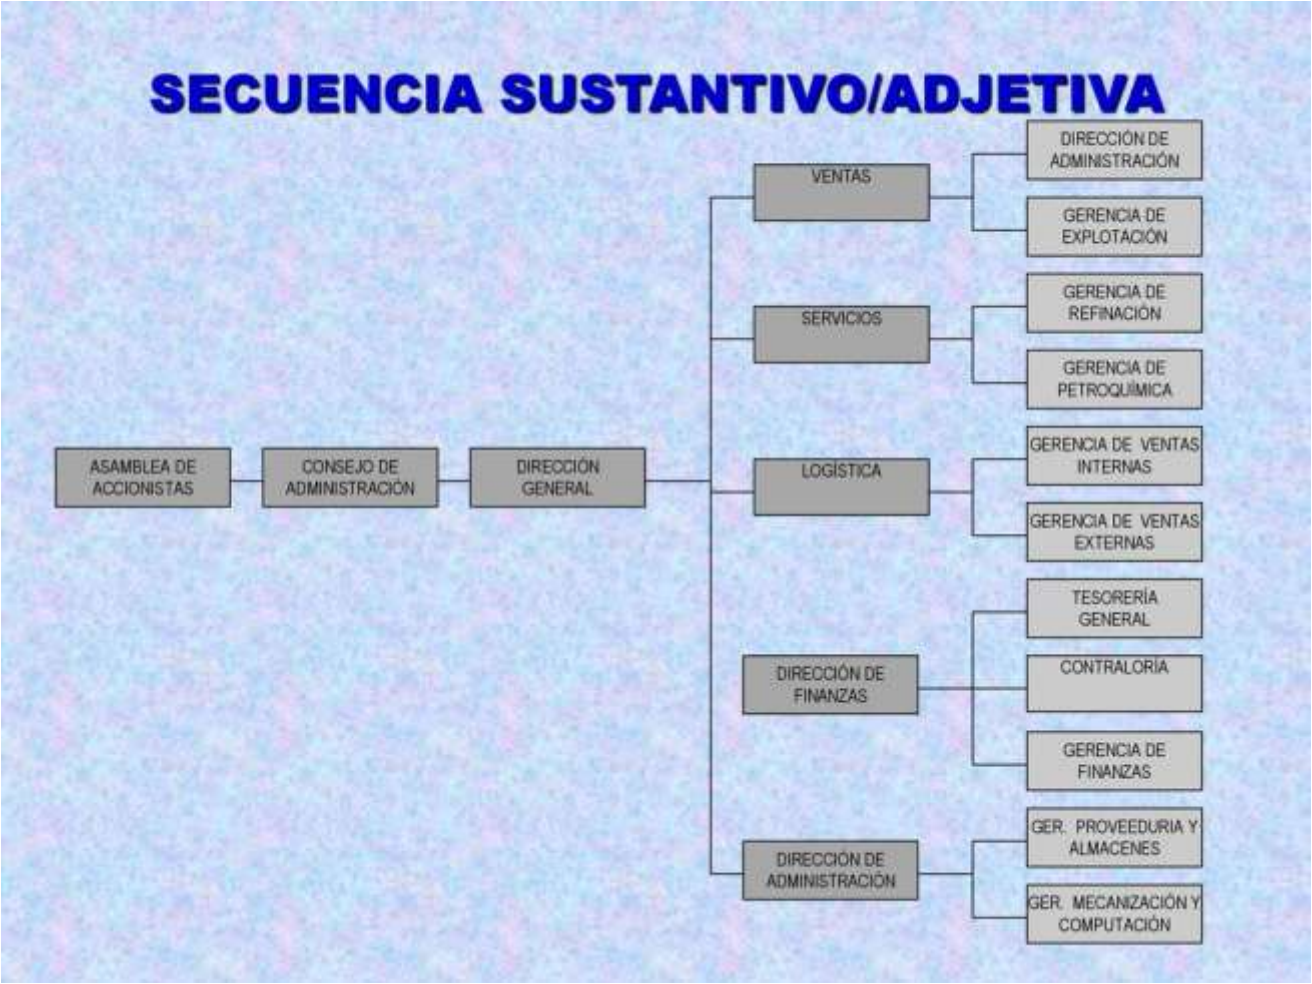 SECUENCIA SUSTANTIVO/ADJETIVA
ASAMBLEA DE
ACCIONISTAS
CONSEJO DE
ADMINISTRACIÓN
DIRECCIÓN
GENERAL
VENTAS
DIRECCIÓN DE
ADMINISTRACIÓN
GERENCIA DE
EXPLOTACIÓN
SERVICIOS
GERENCIA DE
REFINACIÓN
GERENCIA DE
PETROQUÍMICA
LOGÍSTICA
GERENCIA DE VENTAS
INTERNAS
GERENCIA DE VENTAS
EXTERNAS
DIRECCIÓN DE
FINANZAS
TESORERÍA
GENERAL
CONTRALORÍA
GERENCIA DE
FINANZAS
DIRECCIÓN DE
ADMINISTRACIÓN
GER. PROVEEDURIA Y
ALMACENES
GER. MECANIZACIÓN Y
COMPUTACIÓN